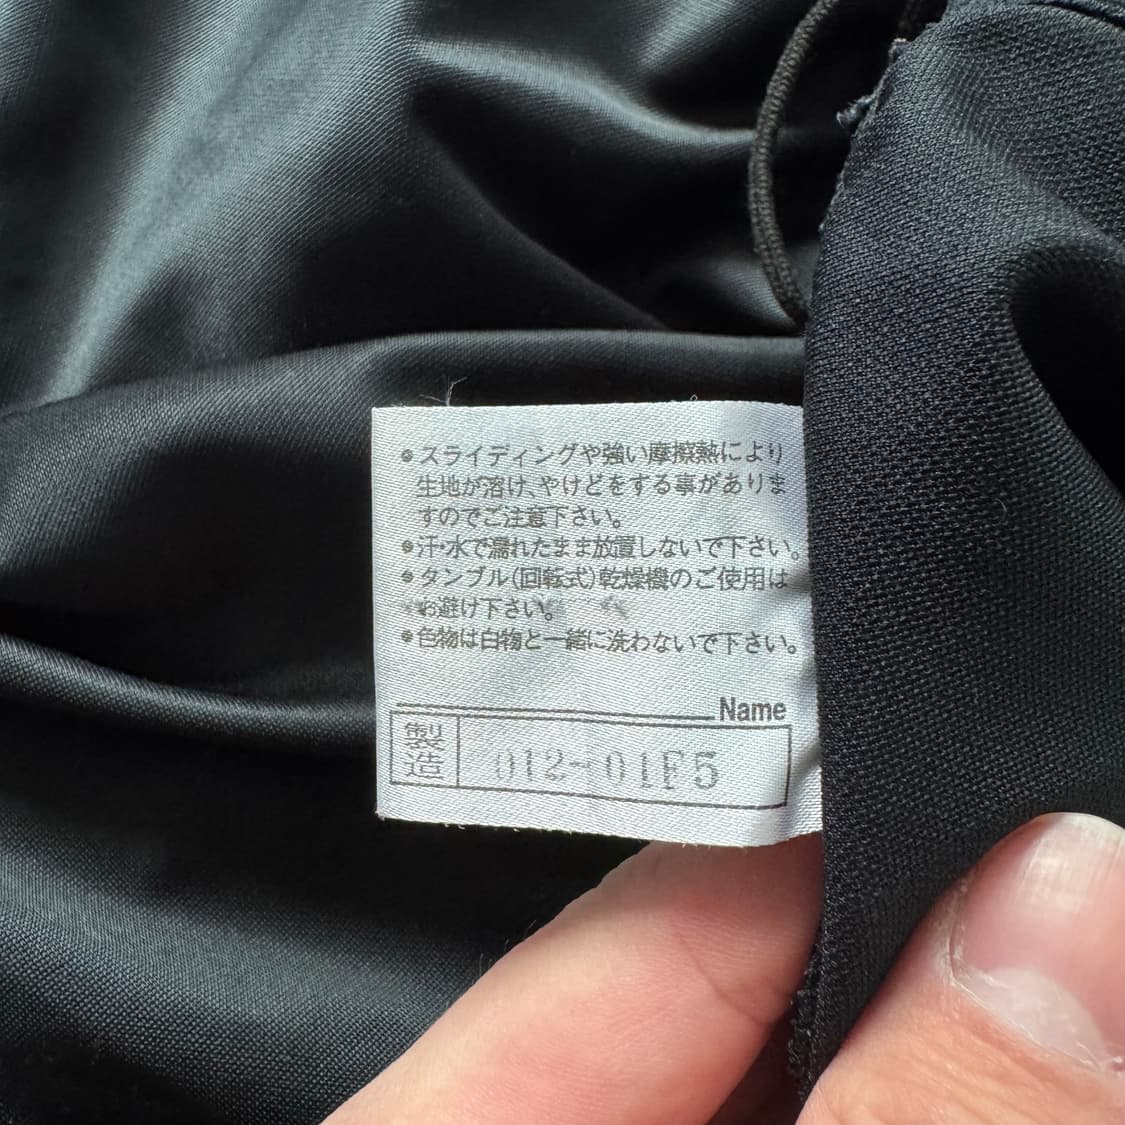 ●スライディングや強い摩擦熱により
生地が溶け、やけどをする事がありま
すのでご注意下さい。
●汗・水で濡れたまま放置しないで下さい。
●タンブル(回転式)乾燥機のご使用は
お避け下さい。
●色物は白物と一緒に洗わないで下さい。
Name
製造 012-01F5